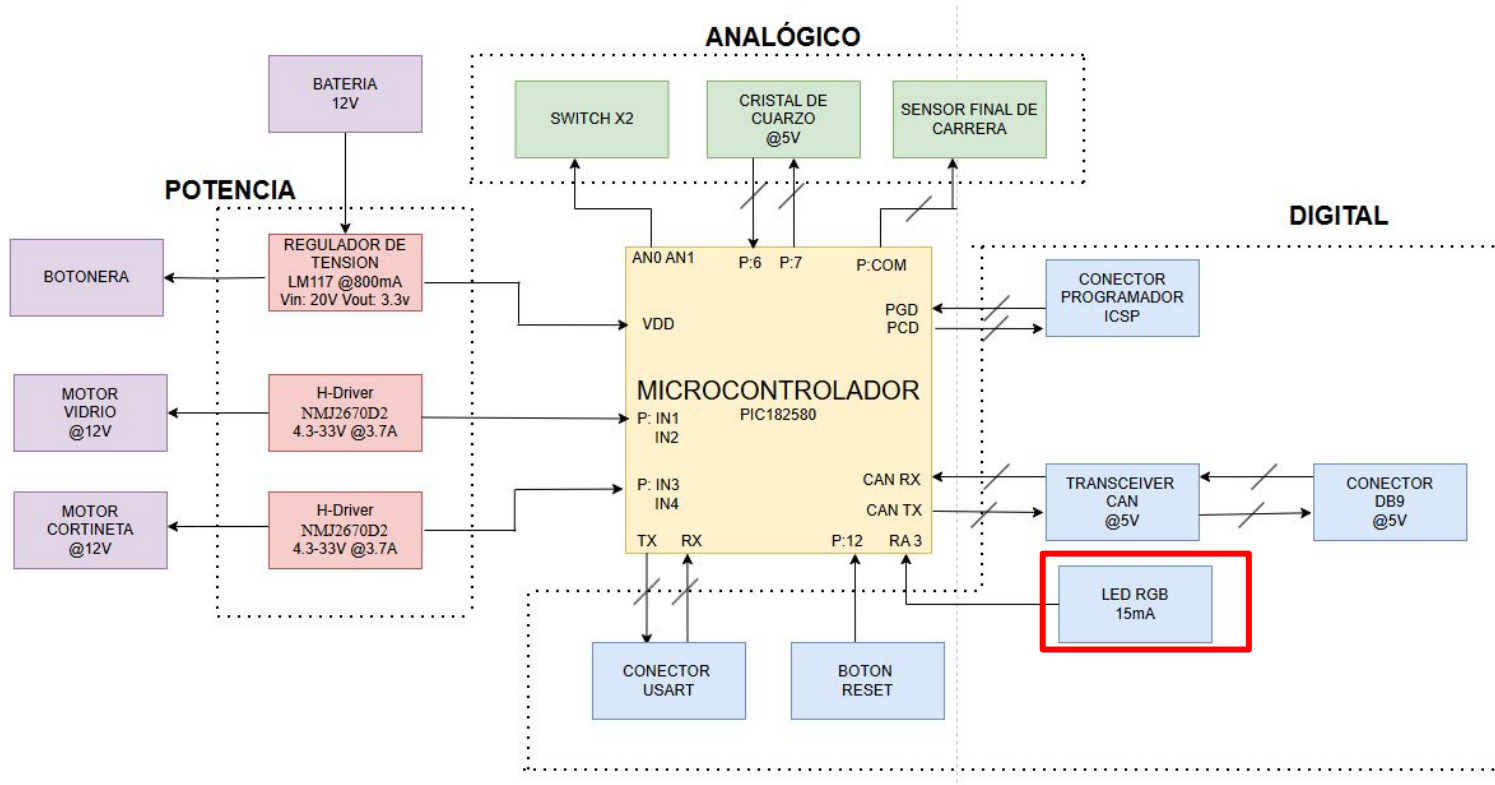 ANALÓGICO
BATERIA
12V
SWITCH X2
CRISTAL DE
CUARZO
@5V
SENSOR FINAL DE
CARRERA
POTENCIA
DIGITAL
BOTONERA
REGULADOR DE
TENSION
LM117 @800mA
Vin: 20V Vout: 3.3v
AN0 AN1
P:6
P:7
P:COM
CONECTOR
PROGRAMADOR
ICSP
PGD
PCD
VDD
MICROCONTROLADOR
PIC182580
MOTOR
VIDRIO
@12V
H-Driver
NMJ2670D2
4.3-33V @3.7A
P: IN1
IN2
MOTOR
CORTINETA
@12V
H-Driver
NMJ2670D2
4.3-33V @3.7A
P: IN3
IN4
CAN RX
CAN TX
TRANSCEIVER
CAN
@5V
CONECTOR
DB9
@5V
TX
RX
P:12
RA 3
LED RGB
15mA
CONECTOR
USART
BOTON
RESET